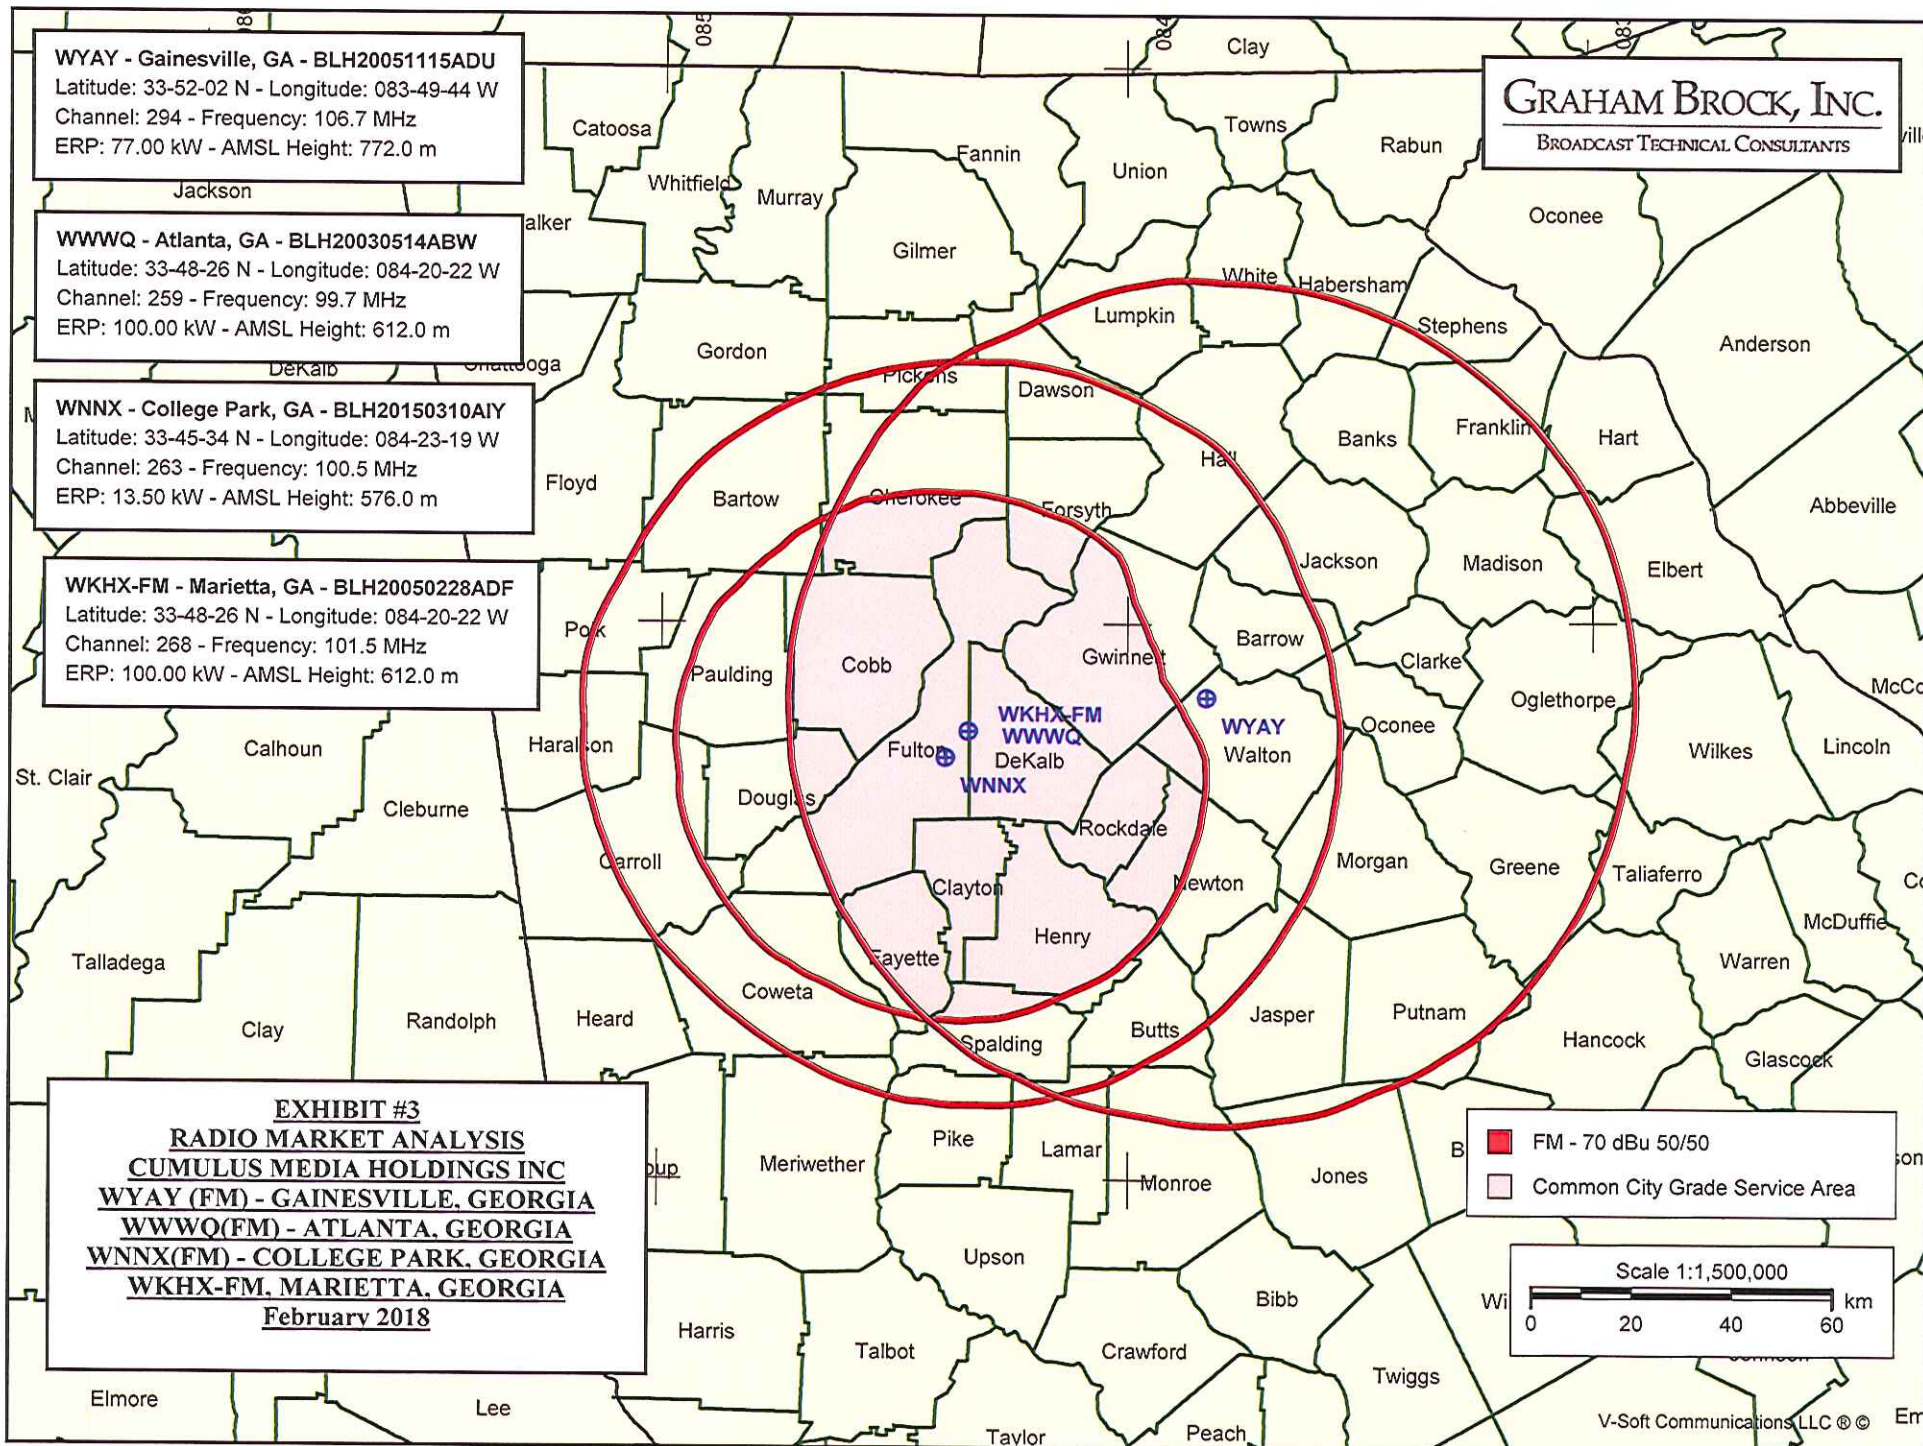 WYAY - Gainesville, GA - BLH20051115ADU
Latitude: 33-52-02 N - Longitude: 083-49-44 W
Channel: 294 - Frequency: 106.7 MHz
ERP: 77.00 kW - AMSL Height: 772.0 m
WWWQ - Atlanta, GA - BLH20030514ABW
Latitude: 33-48-26 N - Longitude: 084-20-22 W
Channel: 259 - Frequency: 99.7 MHz
ERP: 100.00 kW - AMSL Height: 612.0 m
WNNX - College Park, GA - BLH20150310AIY
Latitude: 33-45-34 N - Longitude: 084-23-19 W
Channel: 263 - Frequency: 100.5 MHz
ERP: 13.50 kW - AMSL Height: 576.0 m
WKHX-FM - Marietta, GA - BLH20050228ADF
Latitude: 33-48-26 N - Longitude: 084-20-22 W
Channel: 268 - Frequency: 101.5 MHz
ERP: 100.00 kW - AMSL Height: 612.0 m
GRAHAM BROCK, INC.
BROADCAST TECHNICAL CONSULTANTS
085
084
Clay
Catoosa
Fannin
Towns
Rabun
Union
Jackson
Whitfield
Murray
Oconee
alker
Gilmer
White
Habersham
Lumpkin
Stephens
Gordon
Anderson
DeKalb
Chattooga
Pickens
Dawson
Floyd
Bartow
Cherokee
Forsyth
Hall
Banks
Franklin
Hart
Abbeville
Jackson
Madison
Elbert
Polk
Paulding
Cobb
Gwinnett
Barrow
Clarke
Oglethorpe
McCo
Calhoun
Haralson
Fulton
WKHX-FM
WWWQ
DeKalb
WNNX
WYAY
Walton
Oconee
Wilkes
Lincoln
St. Clair
Cleburne
Douglas
Rockdale
Carroll
Clayton
Newton
Morgan
Greene
Taliaferro
McDuffie
Talladega
Fayette
Henry
Warren
Coweta
Clay
Randolph
Heard
Spalding
Butts
Jasper
Putnam
Hancock
Glascock
Pike
Lamar
Meriwether
Monroe
Jones
Upson
Bibb
Harris
Talbot
Crawford
Twiggs
Elmore
Lee
Taylor
Peach
EXHIBIT #3
RADIO MARKET ANALYSIS
CUMULUS MEDIA HOLDINGS INC
WYAY (FM) - GAINESVILLE, GEORGIA
WWWQ(FM) - ATLANTA, GEORGIA
WNNX(FM) - COLLEGE PARK, GEORGIA
WKHX-FM, MARIETTA, GEORGIA
February 2018
FM - 70 dBu 50/50
Common City Grade Service Area
Scale 1:1,500,000
km
0 20 40 60
V-Soft Communications LLC ® ©